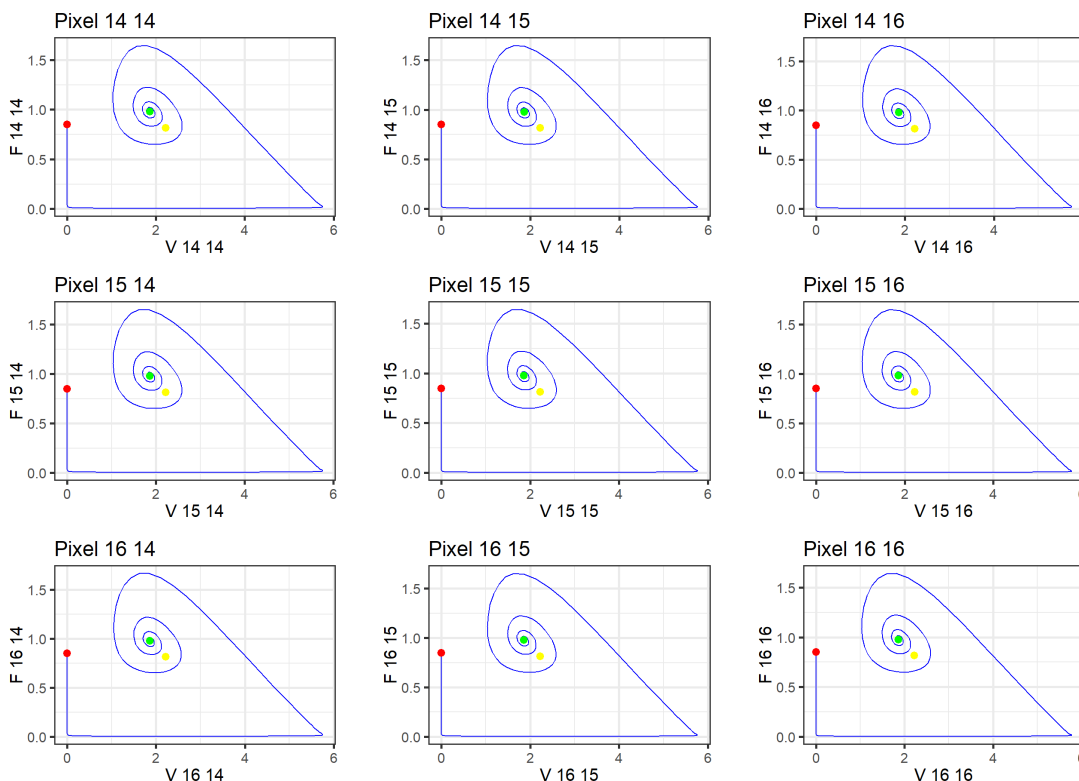 Pixel 14 14
Pixel 14 15
Pixel 14 16
1.5
1.0
0.5
0.0
F 14 14
0
2
4
6
V 14 14
1.5
1.0
0.5
0.0
F 14 15
0
2
4
6
V 14 15
1.5
1.0
0.5
0.0
F 14 16
0
2
4
V 14 16
Pixel 15 14
Pixel 15 15
Pixel 15 16
1.5
1.0
0.5
0.0
F 15 14
0
2
4
6
V 15 14
1.5
1.0
0.5
0.0
F 15 15
0
2
4
6
V 15 15
1.5
1.0
0.5
0.0
F 15 16
0
2
4
V 15 16
Pixel 16 14
Pixel 16 15
Pixel 16 16
1.5
1.0
0.5
0.0
F 16 14
0
2
4
6
V 16 14
1.5
1.0
0.5
0.0
F 16 15
0
2
4
6
V 16 15
1.5
1.0
0.5
0.0
F 16 16
0
2
4
V 16 16